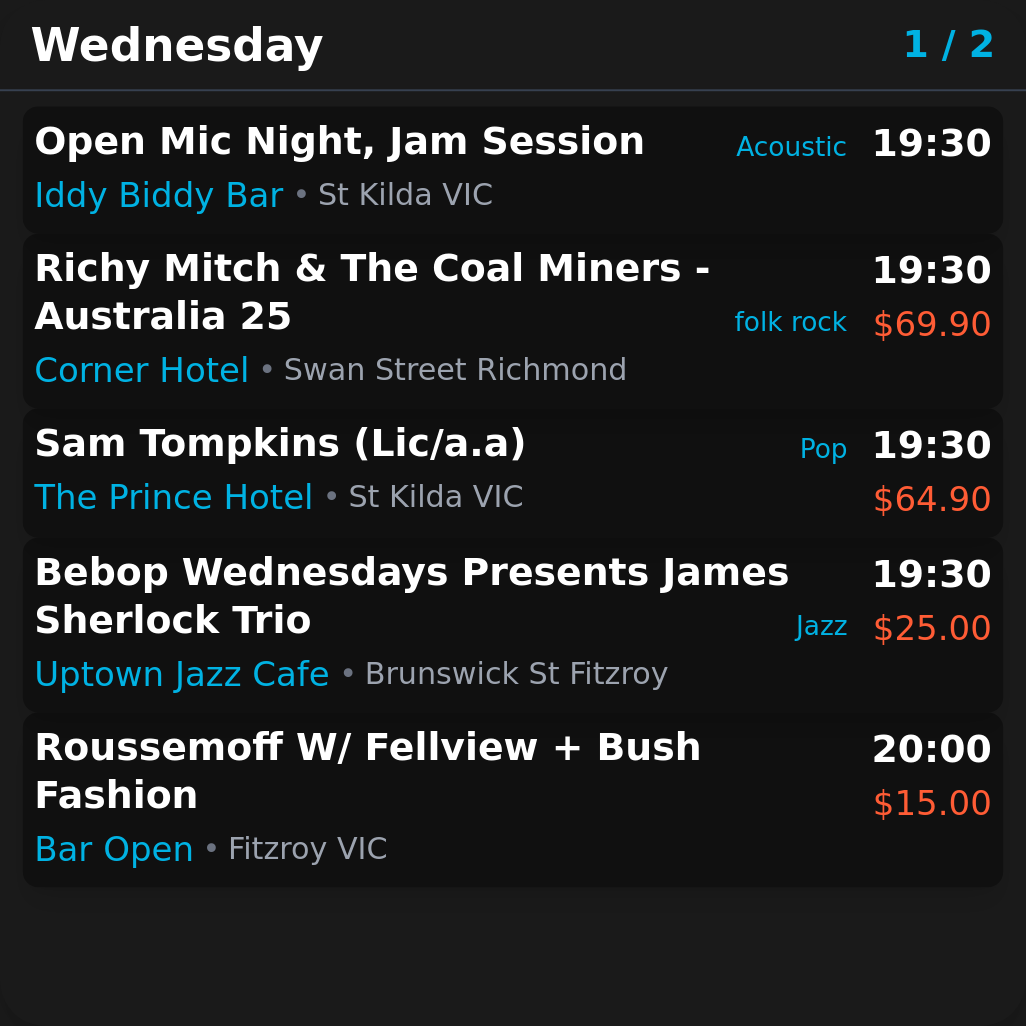 Wednesday 1 / 2
Open Mic Night, Jam Session Acoustic 19:30
Iddy Biddy Bar • St Kilda VIC
Richy Mitch & The Coal Miners - 19:30
Australia 25 folk rock $69.90
Corner Hotel • Swan Street Richmond
Sam Tompkins (Lic/a.a) Pop 19:30
The Prince Hotel • St Kilda VIC $64.90
Bebop Wednesdays Presents James 19:30
Sherlock Trio Jazz $25.00
Uptown Jazz Cafe • Brunswick St Fitzroy
Roussemoff W/ Fellview + Bush 20:00
Fashion $15.00
Bar Open • Fitzroy VIC